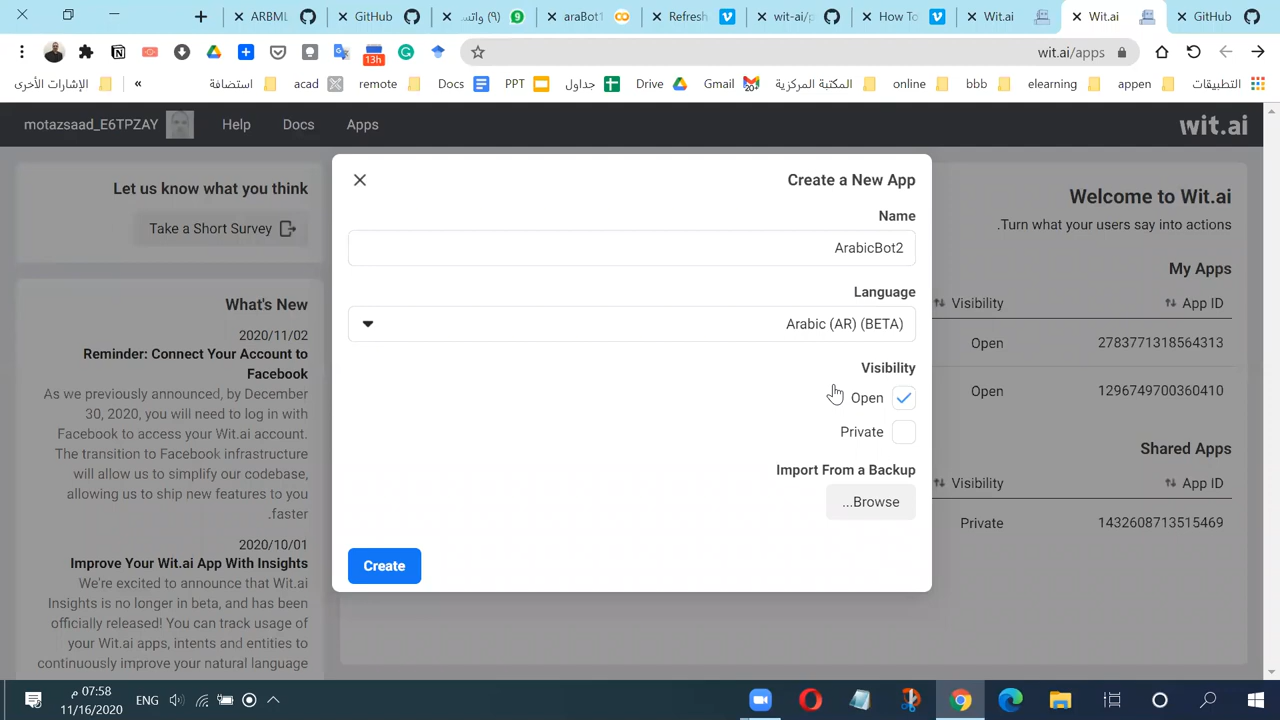 ARBML
GitHub
(٩) واتس
9
araBot1
Refresh
wit-ai/p
How To
Wit.ai
Wit.ai
GitHub
13h
wit.ai/apps
الإشارات الأخرى
«
استضافة
acad
remote
Docs
PPT
جداول
Drive
Gmail
20+
المكتبة المركزية
online
bbb
elearning
appen
التطبيقات
motazsaad_E6TPZAY
Help
Docs
Apps
wit.ai
Let us know what you think
Take a Short Survey
What's New
2020/11/02
Reminder: Connect Your Account to
Facebook
As we previously announced, by December
30, 2020, you will need to log in with
Facebook to access your Wit.ai account.
The transition to Facebook infrastructure
will allow us to simplify our codebase,
allowing us to ship new features to you
.faster
2020/10/01
Improve Your Wit.ai App With Insights
We're excited to announce that Wit.ai
Insights is no longer in beta, and has been
officially released! You can track usage of
your Wit.ai apps, intents and entities to
continuously improve your natural language
Create a New App
Name
ArabicBot2
Language
Arabic (AR) (BETA)
Visibility
Open
Private
Import From a Backup
...Browse
Create
Welcome to Wit.ai
.Turn what your users say into actions
My Apps
Visibility
App ID
Open
2783771318564313
Open
1296749700360410
Shared Apps
Visibility
App ID
Private
1432608713515469
07:58 م
11/16/2020
ENG